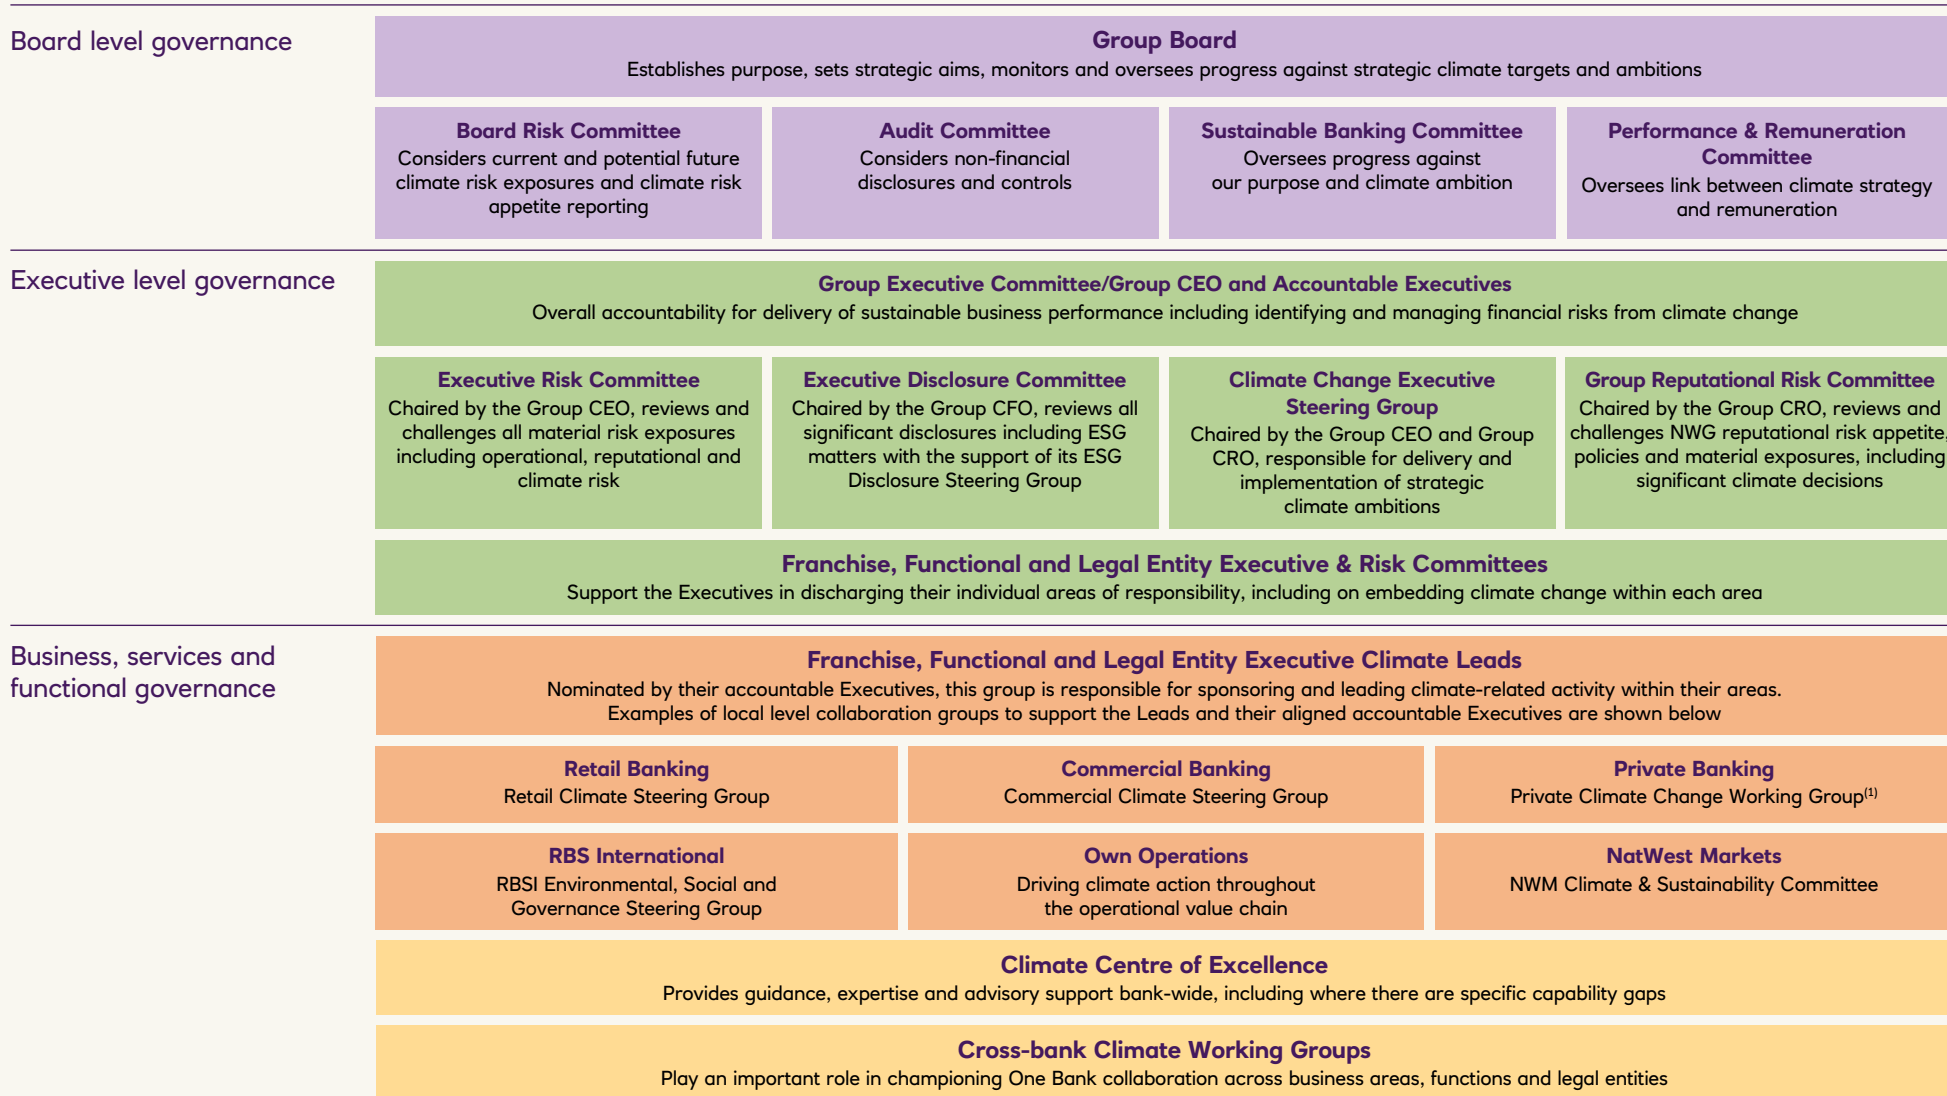 Board level governance
Group Board
Establishes purpose, sets strategic aims, monitors and oversees progress against strategic climate targets and ambitions
Board Risk Committee
Considers current and potential future
climate risk exposures and climate risk
appetite reporting
Audit Committee
Considers non-financial
disclosures and controls
Sustainable Banking Committee
Oversees progress against
our purpose and climate ambition
Performance & Remuneration
Committee
Oversees link between climate strategy
and remuneration
Executive level governance
Group Executive Committee/Group CEO and Accountable Executives
Overall accountability for delivery of sustainable business performance including identifying and managing financial risks from climate change
Executive Risk Committee
Chaired by the Group CEO, reviews and
challenges all material risk exposures
including operational, reputational and
climate risk
Executive Disclosure Committee
Chaired by the Group CFO, reviews all
significant disclosures including ESG
matters with the support of its ESG
Disclosure Steering Group
Climate Change Executive
Steering Group
Chaired by the Group CEO and Group
CRO, responsible for delivery and
implementation of strategic
climate ambitions
Group Reputational Risk Committee
Chaired by the Group CRO, reviews and
challenges NWG reputational risk appetite,
policies and material exposures, including
significant climate decisions
Franchise, Functional and Legal Entity Executive & Risk Committees
Support the Executives in discharging their individual areas of responsibility, including on embedding climate change within each area
Business, services and
functional governance
Franchise, Functional and Legal Entity Executive Climate Leads
Nominated by their accountable Executives, this group is responsible for sponsoring and leading climate-related activity within their areas.
Examples of local level collaboration groups to support the Leads and their aligned accountable Executives are shown below
Retail Banking
Retail Climate Steering Group
Commercial Banking
Commercial Climate Steering Group
Private Banking
Private Climate Change Working Group(1)
RBS International
RBSI Environmental, Social and
Governance Steering Group
Own Operations
Driving climate action throughout
the operational value chain
NatWest Markets
NWM Climate & Sustainability Committee
Climate Centre of Excellence
Provides guidance, expertise and advisory support bank-wide, including where there are specific capability gaps
Cross-bank Climate Working Groups
Play an important role in championing One Bank collaboration across business areas, functions and legal entities